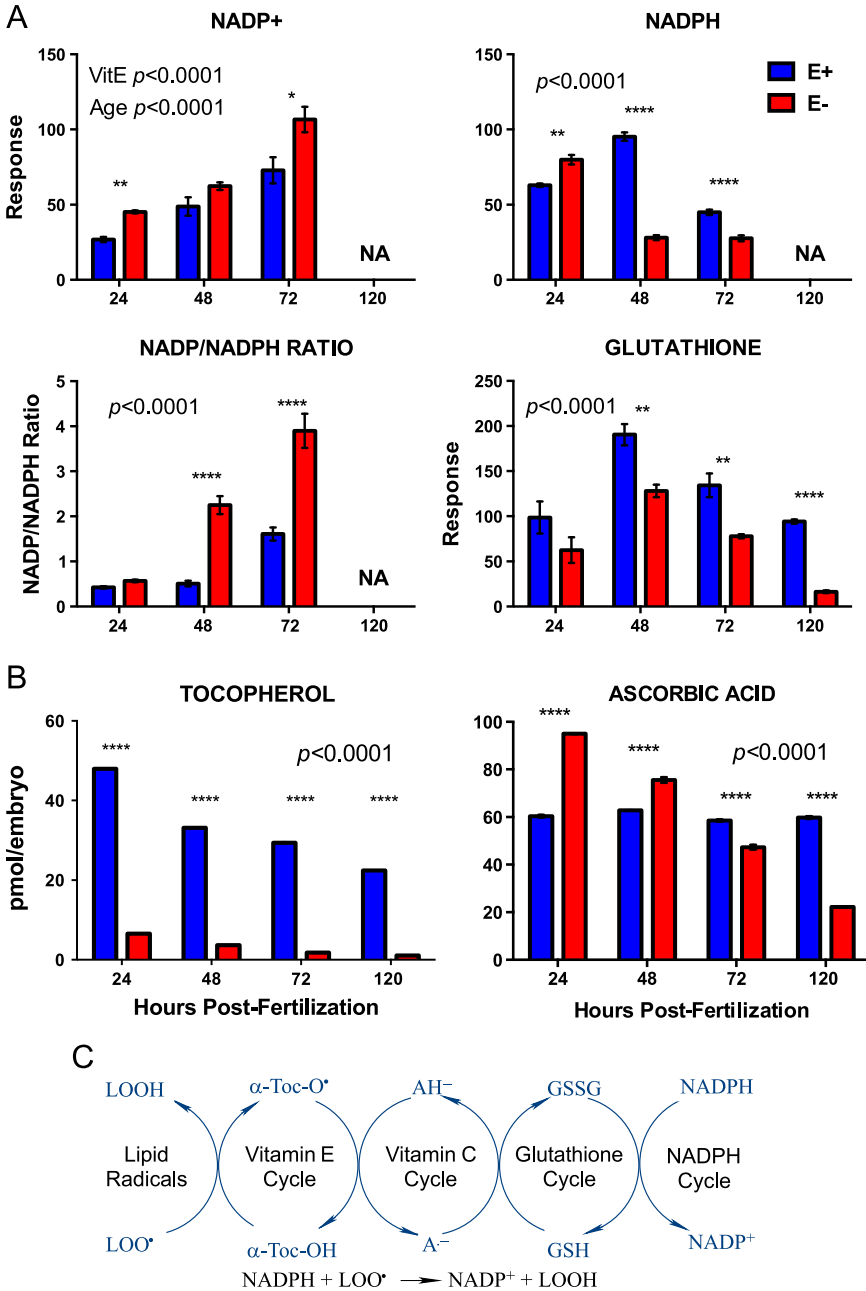 A
NADP+
150
100
50
0
Response
VitE p<0.0001
Age p<0.0001
**
*
NA
24 48 72 120
NADPH
150
100
50
0
p<0.0001
E+
E-
**
****
****
NA
24 48 72 120
NADP/NADPH RATIO
5
4
3
2
1
0
NADP/NADPH Ratio
p<0.0001
****
****
NA
24 48 72 120
GLUTATHIONE
250
200
150
100
50
0
Response
p<0.0001
**
**
****
24 48 72 120
B
TOCOPHEROL
60
40
20
0
pmol/embryo
p<0.0001
****
****
****
****
24 48 72 120
Hours Post-Fertilization
ASCORBIC ACID
100
80
60
40
20
0
p<0.0001
****
****
****
****
24 48 72 120
Hours Post-Fertilization
C
LOOH α-Toc-O• AH− GSSG NADPH
Lipid Vitamin E Vitamin C Glutathione NADPH
Radicals Cycle Cycle Cycle Cycle
LOO• α-Toc-OH A·− GSH NADP+
NADPH + LOO• → NADP+ + LOOH